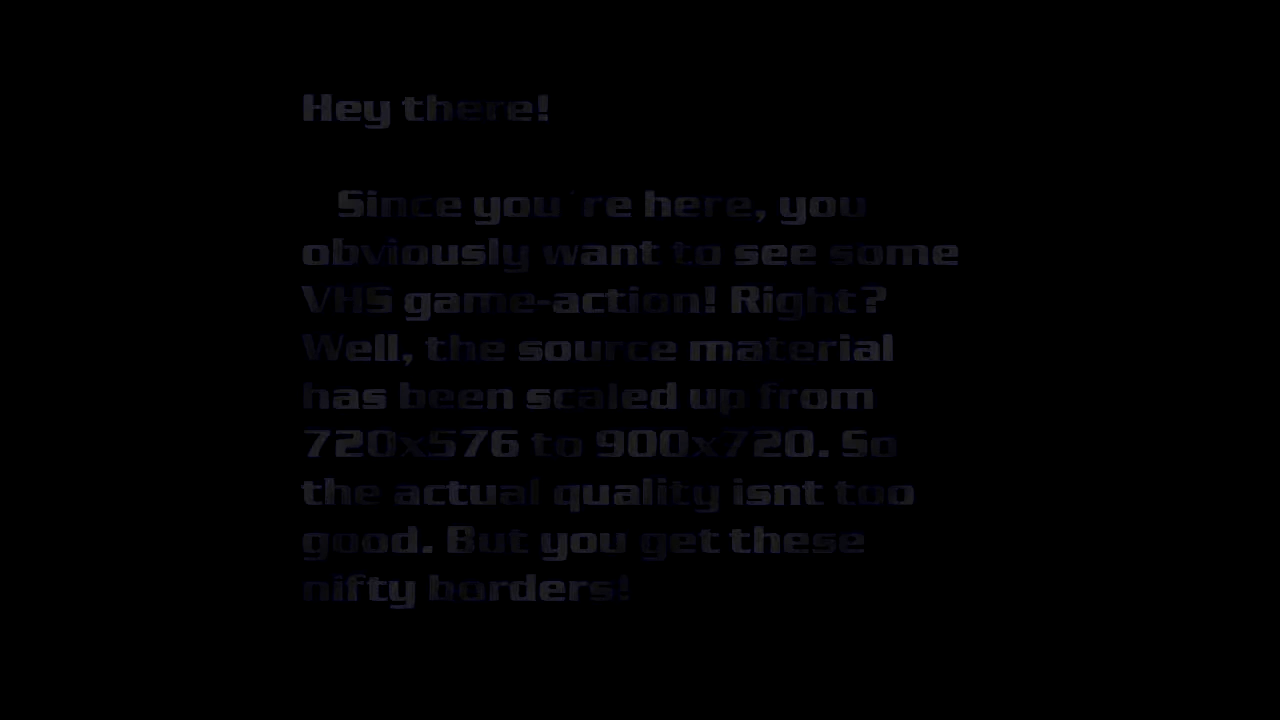 Hey there!
Since you're here, you
obviously want to see some
VHS game-action! Right?
Well, the source material
has been scaled up from
720x576 to 900x720. So
the actual quality isnt too
good. But you get these
nifty borders!